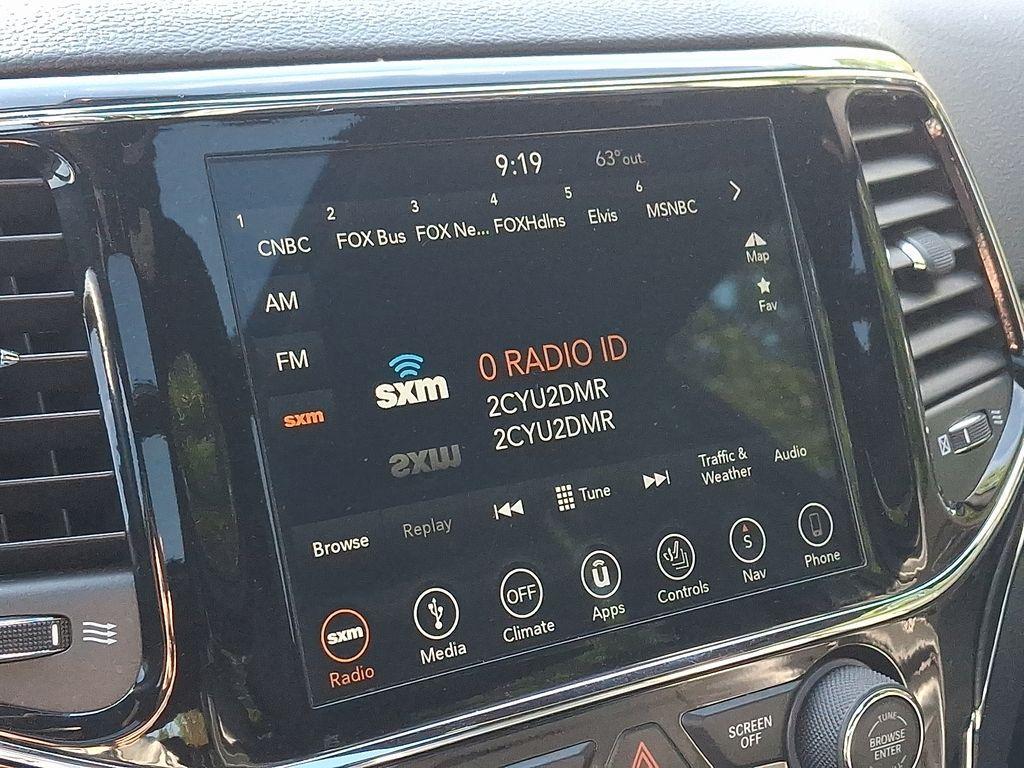 9:19 63°out
1 2 3 4 5 6
CNBC FOX Bus FOX Ne... FOXHdlns Elvis MSNBC
Map
AM
Fav
FM
sxm
sxm
0 RADIO ID
2CYU2DMR
2CYU2DMR
Browse Replay Tune Traffic & Audio
Weather
sxm OFF û S
Radio Media Climate Apps Controls Nav Phone
SCREEN
OFF
TUNE
BROWSE
ENTER